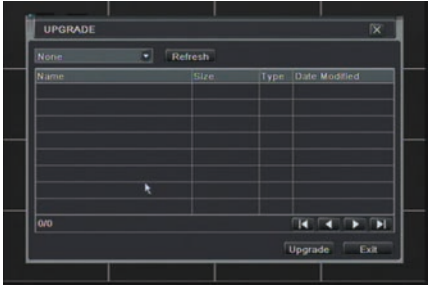 UPGRADE
None Refresh
Name Size Type Date Modified
0/0
Upgrade Exit